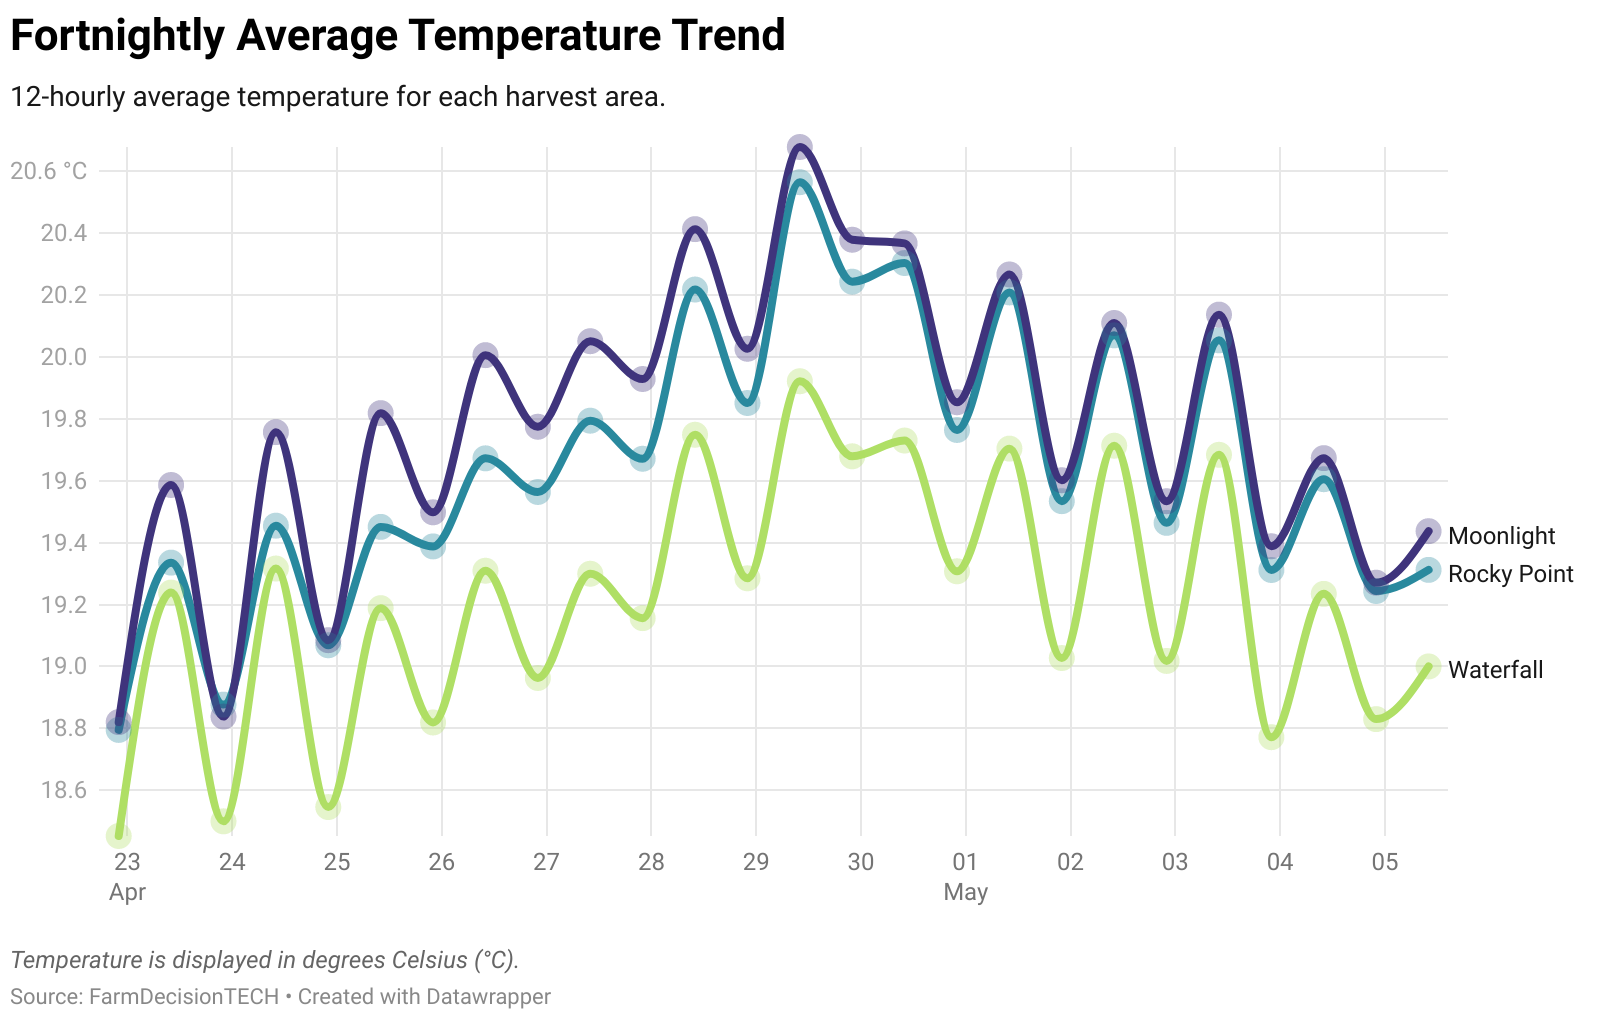 Fortnightly Average Temperature Trend
12-hourly average temperature for each harvest area.
20.6 °C
20.4
20.2
20.0
19.8
19.6
19.4
19.2
19.0
18.8
18.6
Moonlight
Rocky Point
Waterfall
23 24 25 26 27 28 29 30 01 02 03 04 05
Apr May
Temperature is displayed in degrees Celsius (°C).
Source: FarmDecisionTECH • Created with Datawrapper